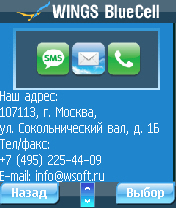 WINGS BlueCell
SMS
Наш адрес:
107113, г. Москва,
ул. Сокольнический вал, д. 1Б
Тел/факс:
+7 (495) 225-44-09
E-mail: info@wsoft.ru
Назад
Выбор